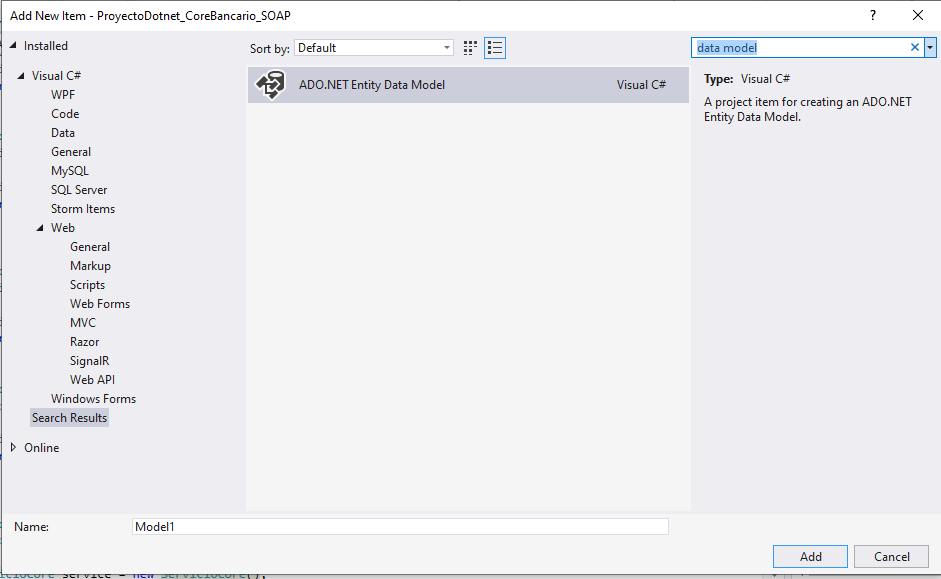 Add New Item - ProyectoDotnet_CoreBancario_SOAP
?
Installed
Sort by: Default
data model
Visual C#
WPF
Code
Data
General
MySQL
SQL Server
Storm Items
Web
General
Markup
Scripts
Web Forms
MVC
Razor
SignalR
Web API
Windows Forms
Search Results
Online
ADO.NET Entity Data Model Visual C#
Type: Visual C#
A project item for creating an ADO.NET
Entity Data Model.
Name: Model1
Add Cancel
service = new ServicioCore();